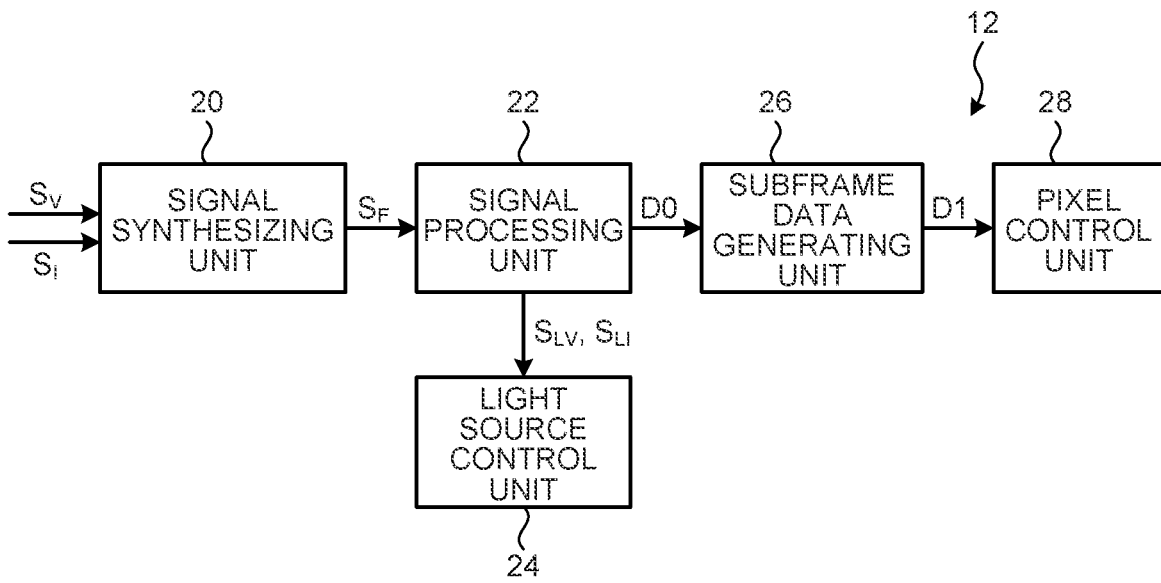 12
20
22
26
28
SIGNAL
SYNTHESIZING
UNIT
SIGNAL
PROCESSING
UNIT
SUBFRAME
DATA
GENERATING
UNIT
PIXEL
CONTROL
UNIT
SV
SI
SF
D0
D1
SLV, SLI
LIGHT
SOURCE
CONTROL
UNIT
24